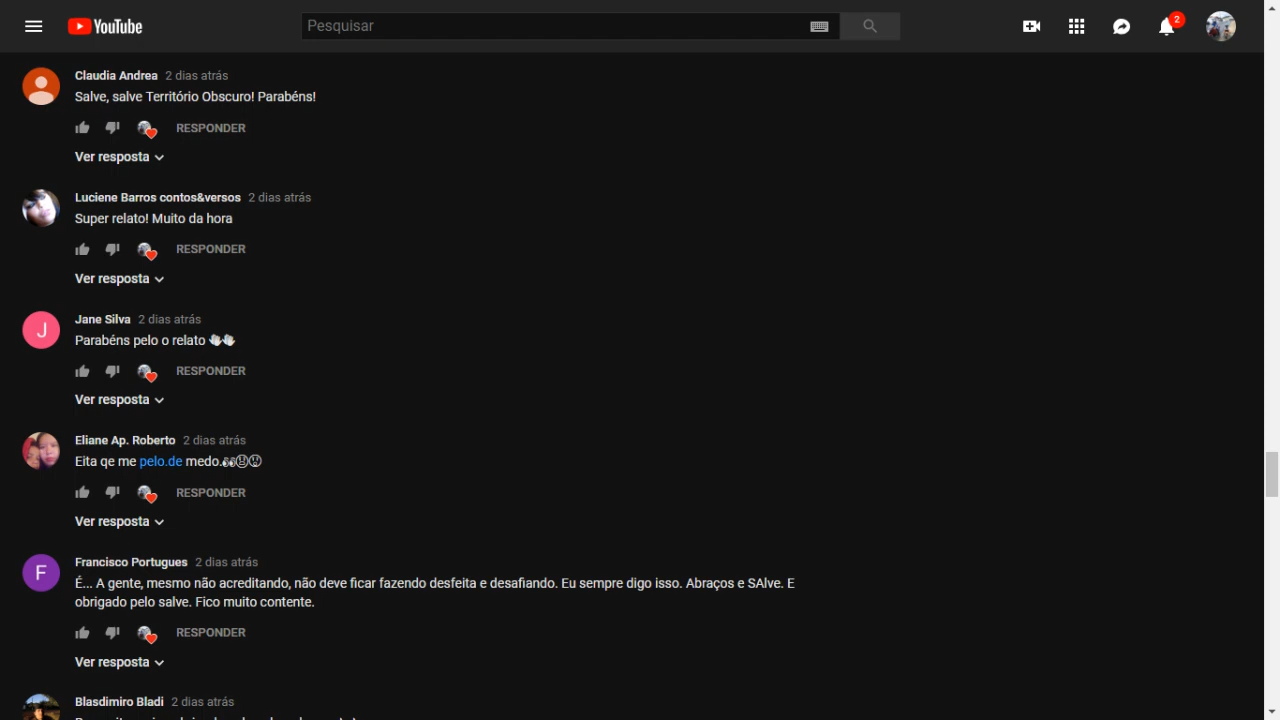 YouTube
Pesquisar
2
Claudia Andrea 2 dias atrás
Salve, salve Território Obscuro! Parabéns!
RESPONDER
Ver resposta
Luciene Barros contos&versos 2 dias atrás
Super relato! Muito da hora
RESPONDER
Ver resposta
J
Jane Silva 2 dias atrás
Parabéns pelo o relato 👏👏
RESPONDER
Ver resposta
Eliane Ap. Roberto 2 dias atrás
Eita qe me pelo.de medo.
RESPONDER
Ver resposta
F
Francisco Portugues 2 dias atrás
É... A gente, mesmo não acreditando, não deve ficar fazendo desfeita e desafiando. Eu sempre digo isso. Abraços e SAlve. E
obrigado pelo salve. Fico muito contente.
RESPONDER
Ver resposta
Blasdimiro Bladi 2 dias atrás